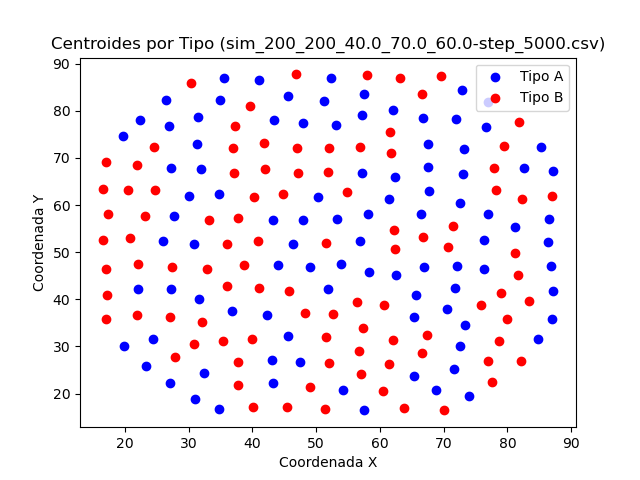 Centroides por Tipo (sim_200_200_40.0_70.0_60.0-step_5000.csv)
Tipo A
Tipo B
90
80
70
60
50
40
30
20
Coordenada Y
20 30 40 50 60 70 80 90
Coordenada X